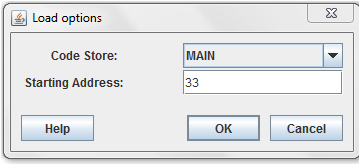 Load options
Code Store: MAIN
Starting Address: 33
Help OK Cancel